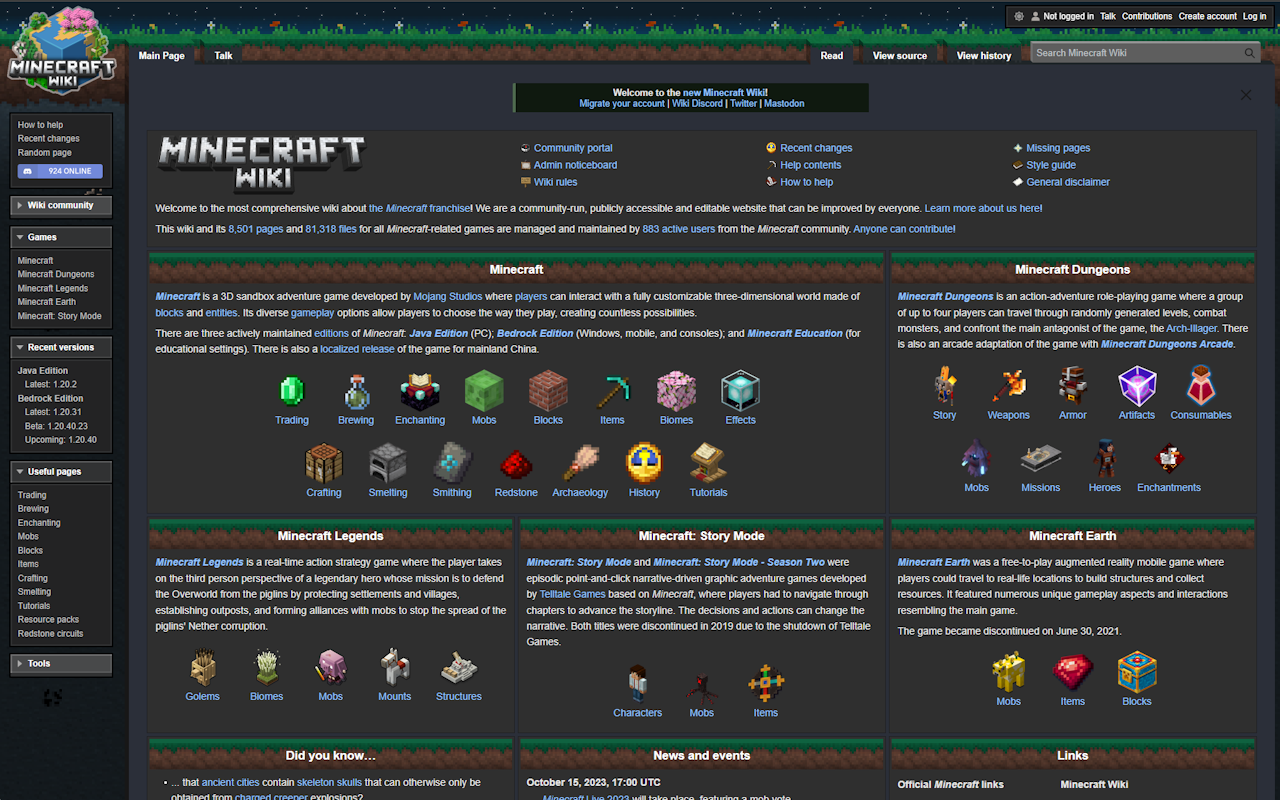 Not logged in Talk Contributions Create account Log in
MINECRAFT
WIKI
Main Page Talk Read View source View history Search Minecraft Wiki
Welcome to the new Minecraft Wiki!
Migrate your account | Wiki Discord | Twitter | Mastodon
How to help
Recent changes
Random page
924 ONLINE
Wiki community
Games
Minecraft
Minecraft Dungeons
Minecraft Legends
Minecraft Earth
Minecraft: Story Mode
Recent versions
Java Edition
Latest: 1.20.2
Bedrock Edition
Latest: 1.20.31
Beta: 1.20.40.23
Upcoming: 1.20.40
Useful pages
Trading
Brewing
Enchanting
Mobs
Blocks
Items
Crafting
Smelting
Tutorials
Resource packs
Redstone circuits
Tools
MINECRAFT
WIKI
Community portal
Admin noticeboard
Wiki rules
Recent changes
Help contents
How to help
Missing pages
Style guide
General disclaimer
Welcome to the most comprehensive wiki about the Minecraft franchise! We are a community-run, publicly accessible and editable website that can be improved by everyone. Learn more about us here!
This wiki and its 8,501 pages and 81,318 files for all Minecraft-related games are managed and maintained by 883 active users from the Minecraft community. Anyone can contribute!
Minecraft
Minecraft is a 3D sandbox adventure game developed by Mojang Studios where players can interact with a fully customizable three-dimensional world made of
blocks and entities. Its diverse gameplay options allow players to choose the way they play, creating countless possibilities.
There are three actively maintained editions of Minecraft: Java Edition (PC); Bedrock Edition (Windows, mobile, and consoles); and Minecraft Education (for
educational settings). There is also a localized release of the game for mainland China.
Trading Brewing Enchanting Mobs Blocks Items Biomes Effects
Crafting Smelting Smithing Redstone Archaeology History Tutorials
Minecraft Dungeons
Minecraft Dungeons is an action-adventure role-playing game where a group
of up to four players can travel through randomly generated levels, combat
monsters, and confront the main antagonist of the game, the Arch-Illager. There
is also an arcade adaptation of the game with Minecraft Dungeons Arcade.
Story Weapons Armor Artifacts Consumables
Mobs Missions Heroes Enchantments
Minecraft Legends
Minecraft Legends is a real-time action strategy game where the player takes
on the third person perspective of a legendary hero whose mission is to defend
the Overworld from the piglins by protecting settlements and villages,
establishing outposts, and forming alliances with mobs to stop the spread of the
piglins' Nether corruption.
Golems Biomes Mobs Mounts Structures
Minecraft: Story Mode
Minecraft: Story Mode and Minecraft: Story Mode - Season Two were
episodic point-and-click narrative-driven graphic adventure games developed
by Telltale Games based on Minecraft, where players had to navigate through
chapters to advance the storyline. The decisions and actions can change the
narrative. Both titles were discontinued in 2019 due to the shutdown of Telltale
Games.
Characters Mobs Items
Minecraft Earth
Minecraft Earth was a free-to-play augmented reality mobile game where
players could travel to real-life locations to build structures and collect
resources. It featured numerous unique gameplay aspects and interactions
resembling the main game.
The game became discontinued on June 30, 2021.
Mobs Items Blocks
Did you know…
• ... that ancient cities contain skeleton skulls that can otherwise only be
obtained from charged creeper explosions?
News and events
October 15, 2023, 17:00 UTC
Minecraft Live 2023 will take place, featuring a mob vote.
Links
Official Minecraft links Minecraft Wiki